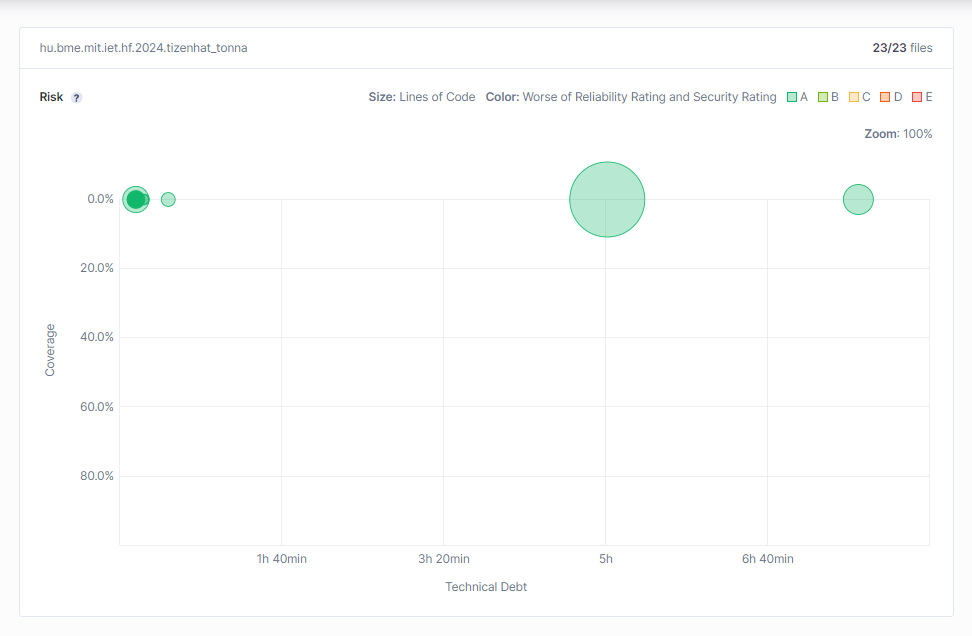 hu.bme.mit.iet.hf.2024.tizenhat_tonna 23/23 files
Risk ? Size: Lines of Code Color: Worse of Reliability Rating and Security Rating A B C D E
Zoom: 100%
0.0%
20.0%
40.0%
60.0%
80.0%
Coverage
1h 40min 3h 20min 5h 6h 40min
Technical Debt